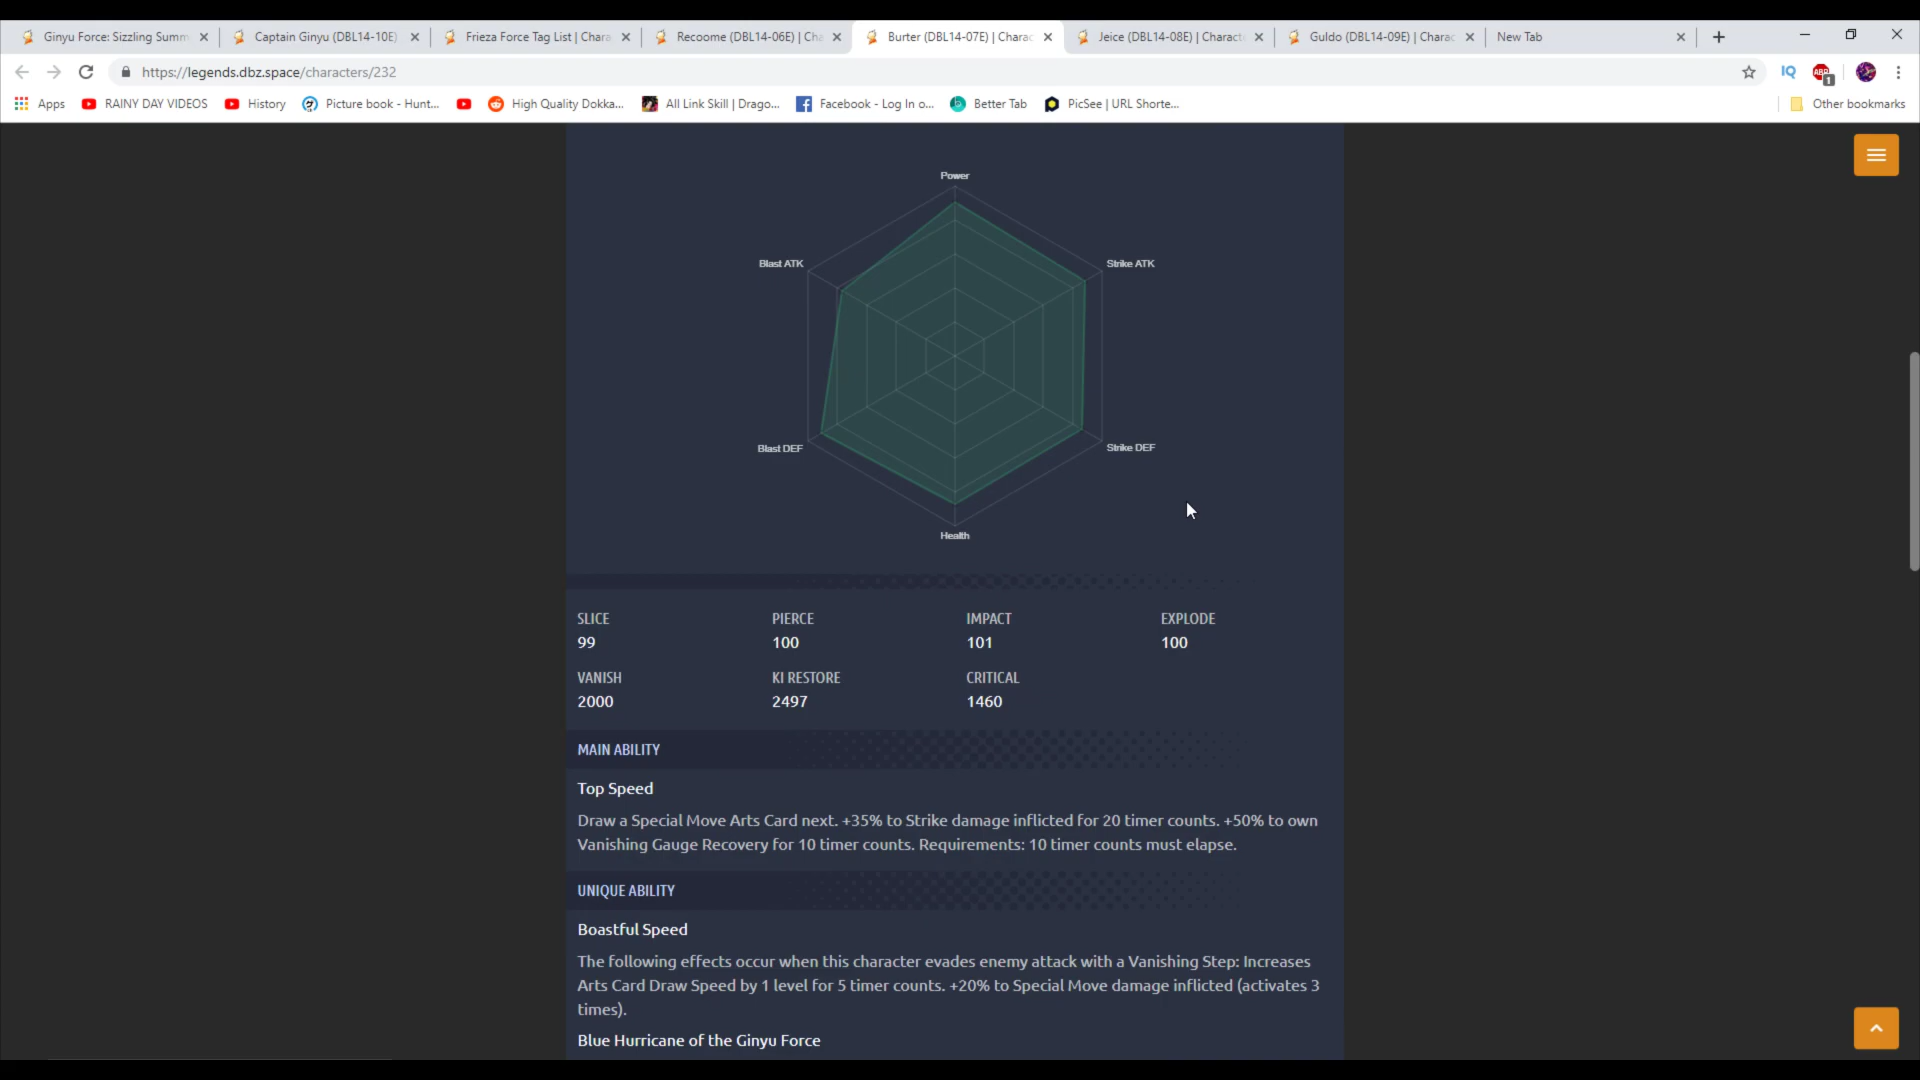 Ginyu Force: Sizzling Summ
Captain Ginyu (DBL14-10E)
Frieza Force Tag List | Chara
Recoome (DBL14-06E) | Cha
Burter (DBL14-07E) | Charac
Jeice (DBL14-08E) | Charact
Guldo (DBL14-09E) | Charac
New Tab
https://legends.dbz.space/characters/232
IQ
ABP
1
Apps
RAINY DAY VIDEOS
History
Picture book - Hunt...
High Quality Dokka...
All Link Skill | Drago...
Facebook - Log In o...
Better Tab
PicSee | URL Shorte...
Other bookmarks
Power
Blast ATK
Strike ATK
Blast DEF
Strike DEF
Health
SLICE PIERCE IMPACT EXPLODE
99 100 101 100
VANISH KI RESTORE CRITICAL
2000 2497 1460
MAIN ABILITY
Top Speed
Draw a Special Move Arts Card next. +35% to Strike damage inflicted for 20 timer counts. +50% to own
Vanishing Gauge Recovery for 10 timer counts. Requirements: 10 timer counts must elapse.
UNIQUE ABILITY
Boastful Speed
The following effects occur when this character evades enemy attack with a Vanishing Step: Increases
Arts Card Draw Speed by 1 level for 5 timer counts. +20% to Special Move damage inflicted (activates 3
times).
Blue Hurricane of the Ginyu Force